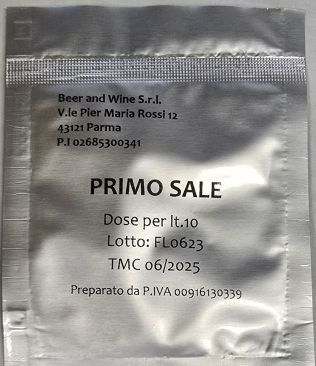 Beer and Wine S.r.l.
V.le Pier Maria Rossi 12
43121 Parma
P.I 02685300341
PRIMO SALE
Dose per lt.10
Lotto: FL0623
TMC 06/2025
Preparato da P.IVA 00916130339